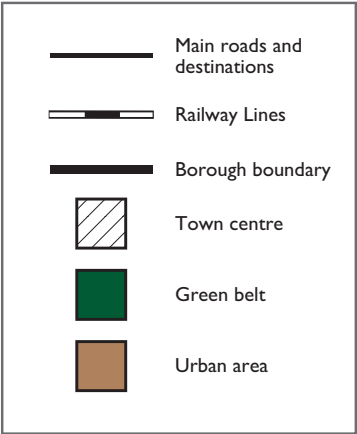 Main roads and
destinations
Railway Lines
Borough boundary
Town centre
Green belt
Urban area